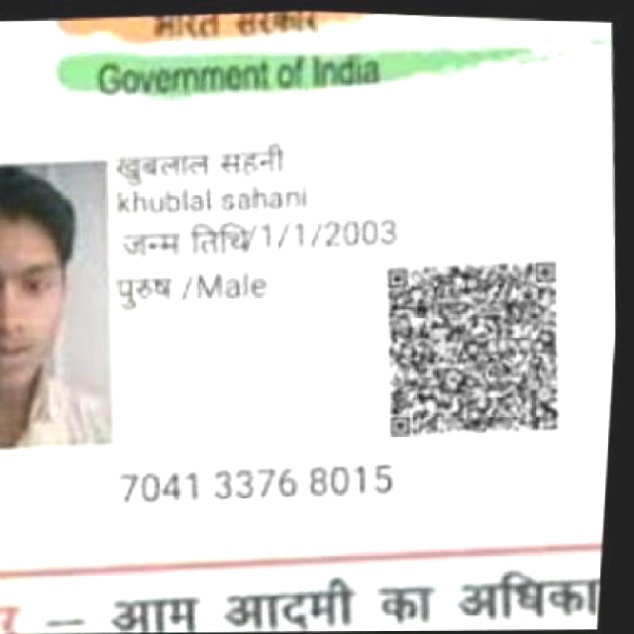 भारत सरकार
Government of India
खुबलाल सहनी
khublal sahani
जन्म तिथि/1/1/2003
पुरुष /Male
7041 3376 8015
र — आम आदमी का अधिका